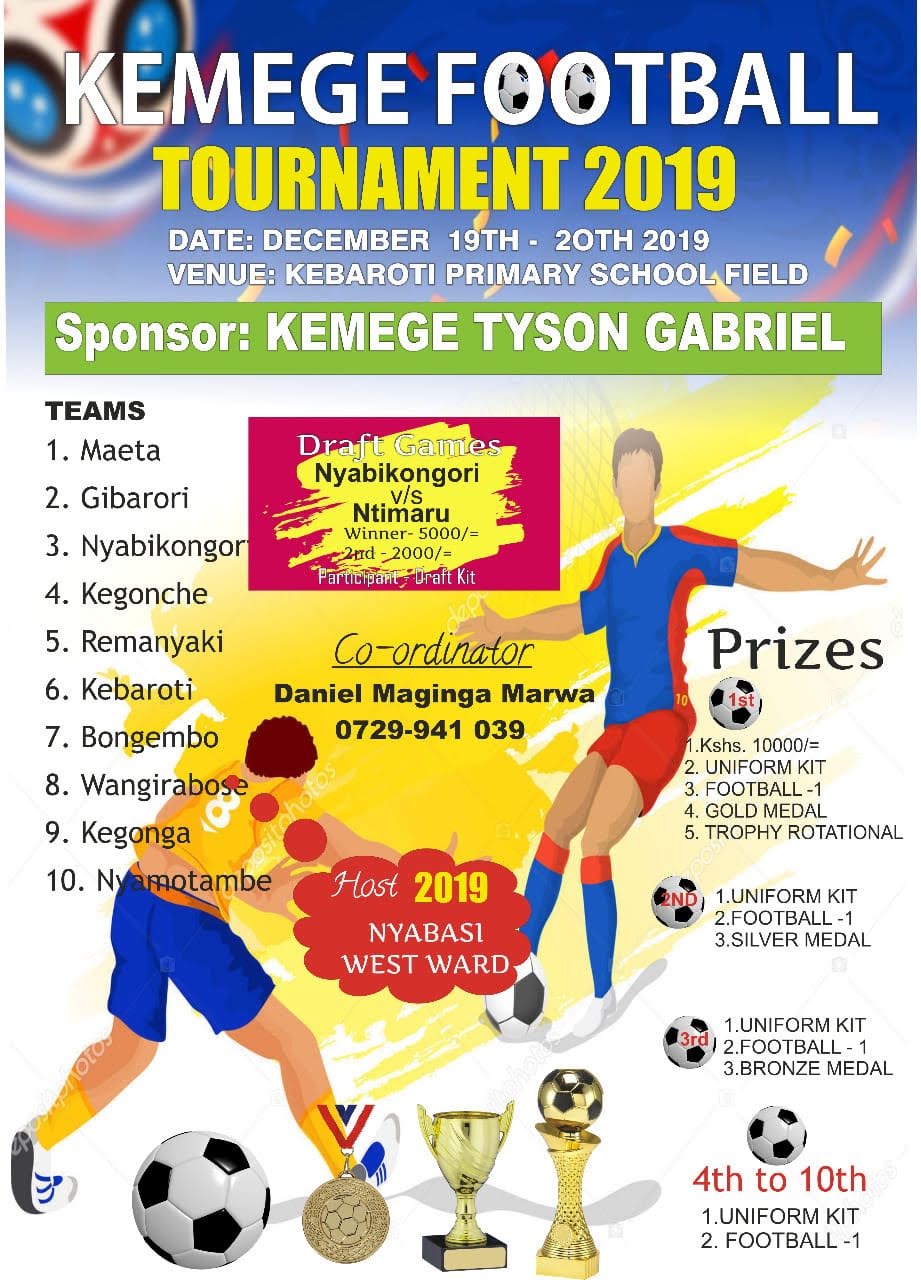 KEMEGE FOOTBALL
TOURNAMENT 2019
DATE: DECEMBER 19TH - 2OTH 2019
VENUE: KEBAROTI PRIMARY SCHOOL FIELD
Sponsor: KEMEGE TYSON GABRIEL
TEAMS
1. Maeta
2. Gibarori
3. Nyabikongor
4. Kegonche
5. Remanyaki
6. Kebaroti
7. Bongembo
8. Wangirabose
9. Kegonga
10. Nyamotambe
Draft Games
Nyabikongori
v/s
Ntimaru
Winner- 5000/=
2nd - 2000/=
Participant - Draft Kit
Co-ordinator
Daniel Maginga Marwa
0729-941 039
Host 2019
NYABASI
WEST WARD
10
Prizes
1st
1.Kshs. 10000/=
2. UNIFORM KIT
3. FOOTBALL -1
4. GOLD MEDAL
5. TROPHY ROTATIONAL
2ND
1.UNIFORM KIT
2.FOOTBALL -1
3.SILVER MEDAL
3rd
1.UNIFORM KIT
2.FOOTBALL - 1
3.BRONZE MEDAL
4th to 10th
1.UNIFORM KIT
2. FOOTBALL -1
depositphotos
depositphotos